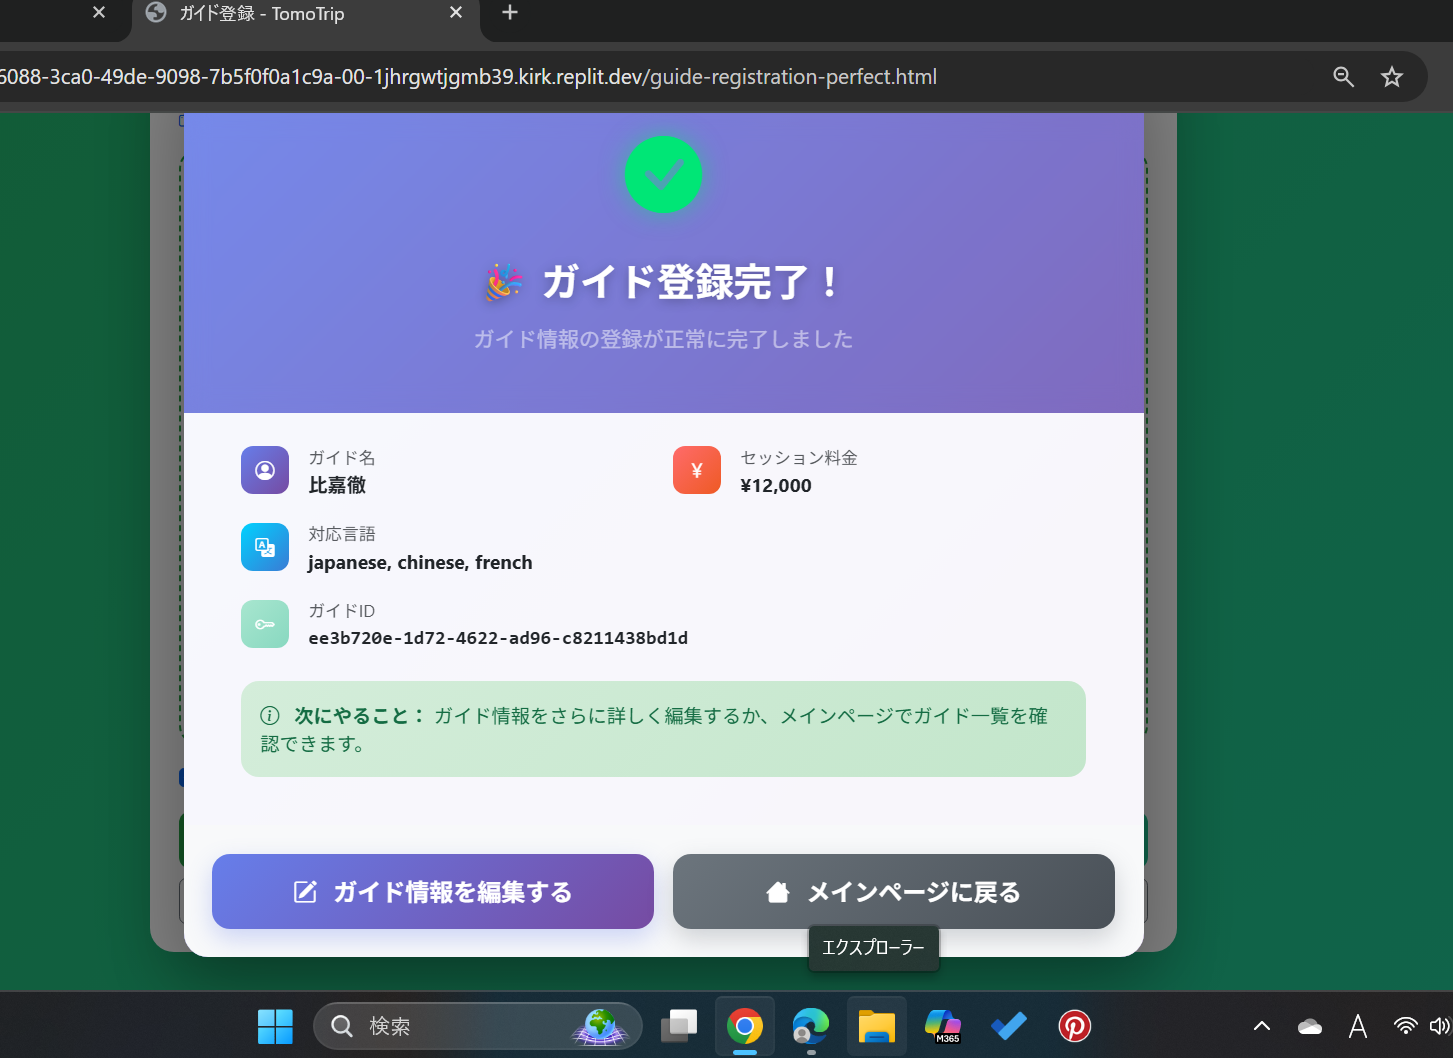 ガイド登録 - TomoTrip
6088-3ca0-49de-9098-7b5f0f0a1c9a-00-1jhrgwtjgmb39.kirk.replit.dev/guide-registration-perfect.html
ガイド登録完了！
ガイド情報の登録が正常に完了しました
ガイド名
比嘉徹
¥
セッション料金
¥12,000
対応言語
japanese, chinese, french
ガイドID
ee3b720e-1d72-4622-ad96-c8211438bd1d
次にやること： ガイド情報をさらに詳しく編集するか、メインページでガイド一覧を確
認できます。
ガイド情報を編集する
メインページに戻る
エクスプローラー
検索
M365
A